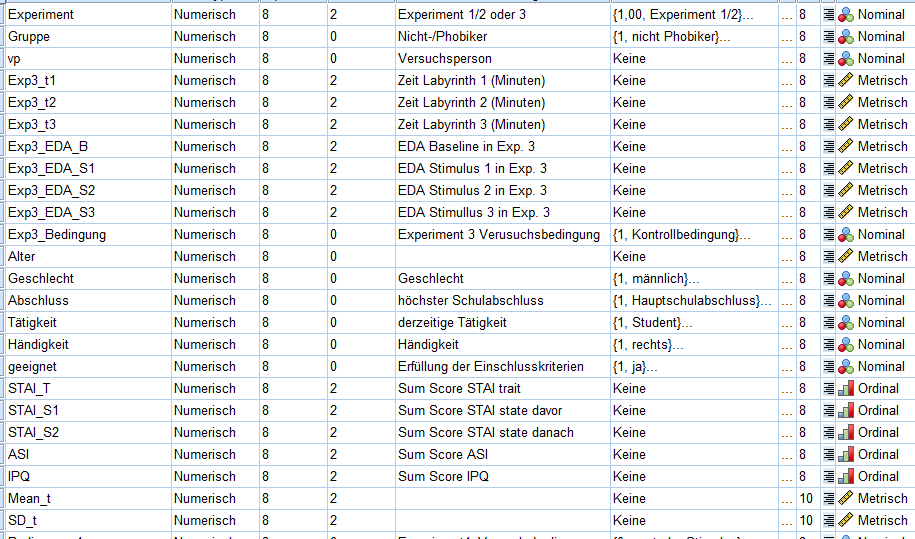 Experiment Numerisch 8 2 Experiment 1/2 oder 3 {1,00, Experiment 1/2}... ... 8 Nominal
Gruppe Numerisch 8 0 Nicht-/Phobiker {1, nicht Phobiker}... ... 8 Nominal
vp Numerisch 8 0 Versuchsperson Keine ... 8 Nominal
Exp3_t1 Numerisch 8 2 Zeit Labyrinth 1 (Minuten) Keine ... 8 Metrisch
Exp3_t2 Numerisch 8 2 Zeit Labyrinth 2 (Minuten) Keine ... 8 Metrisch
Exp3_t3 Numerisch 8 2 Zeit Labyrinth 3 (Minuten) Keine ... 8 Metrisch
Exp3_EDA_B Numerisch 8 2 EDA Baseline in Exp. 3 Keine ... 8 Metrisch
Exp3_EDA_S1 Numerisch 8 2 EDA Stimulus 1 in Exp. 3 Keine ... 8 Metrisch
Exp3_EDA_S2 Numerisch 8 2 EDA Stimulus 2 in Exp. 3 Keine ... 8 Metrisch
Exp3_EDA_S3 Numerisch 8 2 EDA Stimullus 3 in Exp. 3 Keine ... 8 Metrisch
Exp3_Bedingung Numerisch 8 0 Experiment 3 Verusuchsbedingung {1, Kontrollbedingung}... ... 8 Nominal
Alter Numerisch 8 0 Keine ... 8 Metrisch
Geschlecht Numerisch 8 0 Geschlecht {1, männlich}... ... 8 Nominal
Abschluss Numerisch 8 0 höchster Schulabschluss {1, Hauptschulabschluss}... ... 8 Nominal
Tätigkeit Numerisch 8 0 derzeitige Tätigkeit {1, Student}... ... 8 Nominal
Händigkeit Numerisch 8 0 Händigkeit {1, rechts}... ... 8 Nominal
geeignet Numerisch 8 0 Erfüllung der Einschlusskriterien {1, ja}... ... 8 Nominal
STAI_T Numerisch 8 2 Sum Score STAI trait Keine ... 8 Ordinal
STAI_S1 Numerisch 8 2 Sum Score STAI state davor Keine ... 8 Ordinal
STAI_S2 Numerisch 8 2 Sum Score STAI state danach Keine ... 8 Ordinal
ASI Numerisch 8 2 Sum Score ASI Keine ... 8 Ordinal
IPQ Numerisch 8 2 Sum Score IPQ Keine ... 8 Ordinal
Mean_t Numerisch 8 2 Keine ... 10 Metrisch
SD_t Numerisch 8 2 Keine ... 10 Metrisch